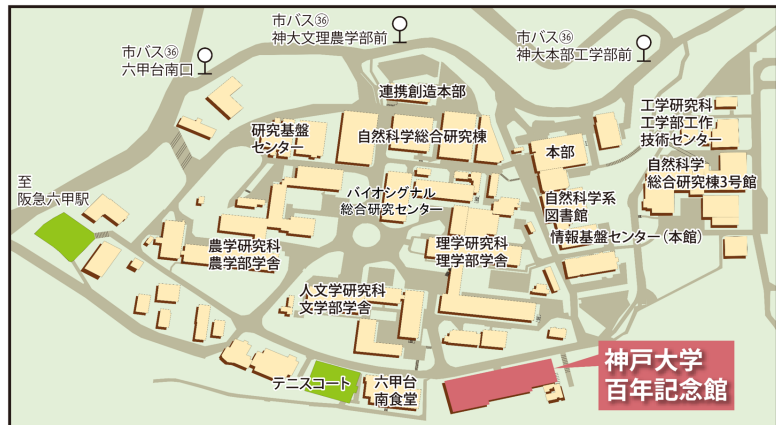 市バス㊱
神大文理農学部前
市バス㊱
六甲台南口
市バス㊱
神大本部工学部前
連携創造本部
研究基盤
センター
自然科学総合研究棟
本部
工学研究科
工学部工作
技術センター
自然科学
総合研究棟3号館
至
阪急六甲駅
バイオシグナル
総合研究センター
自然科学系
図書館
情報基盤センター(本館)
農学研究科
農学部学舎
理学研究科
理学部学舎
人文学研究科
文学部学舎
テニスコート
六甲台
南食堂
神戸大学
百年記念館